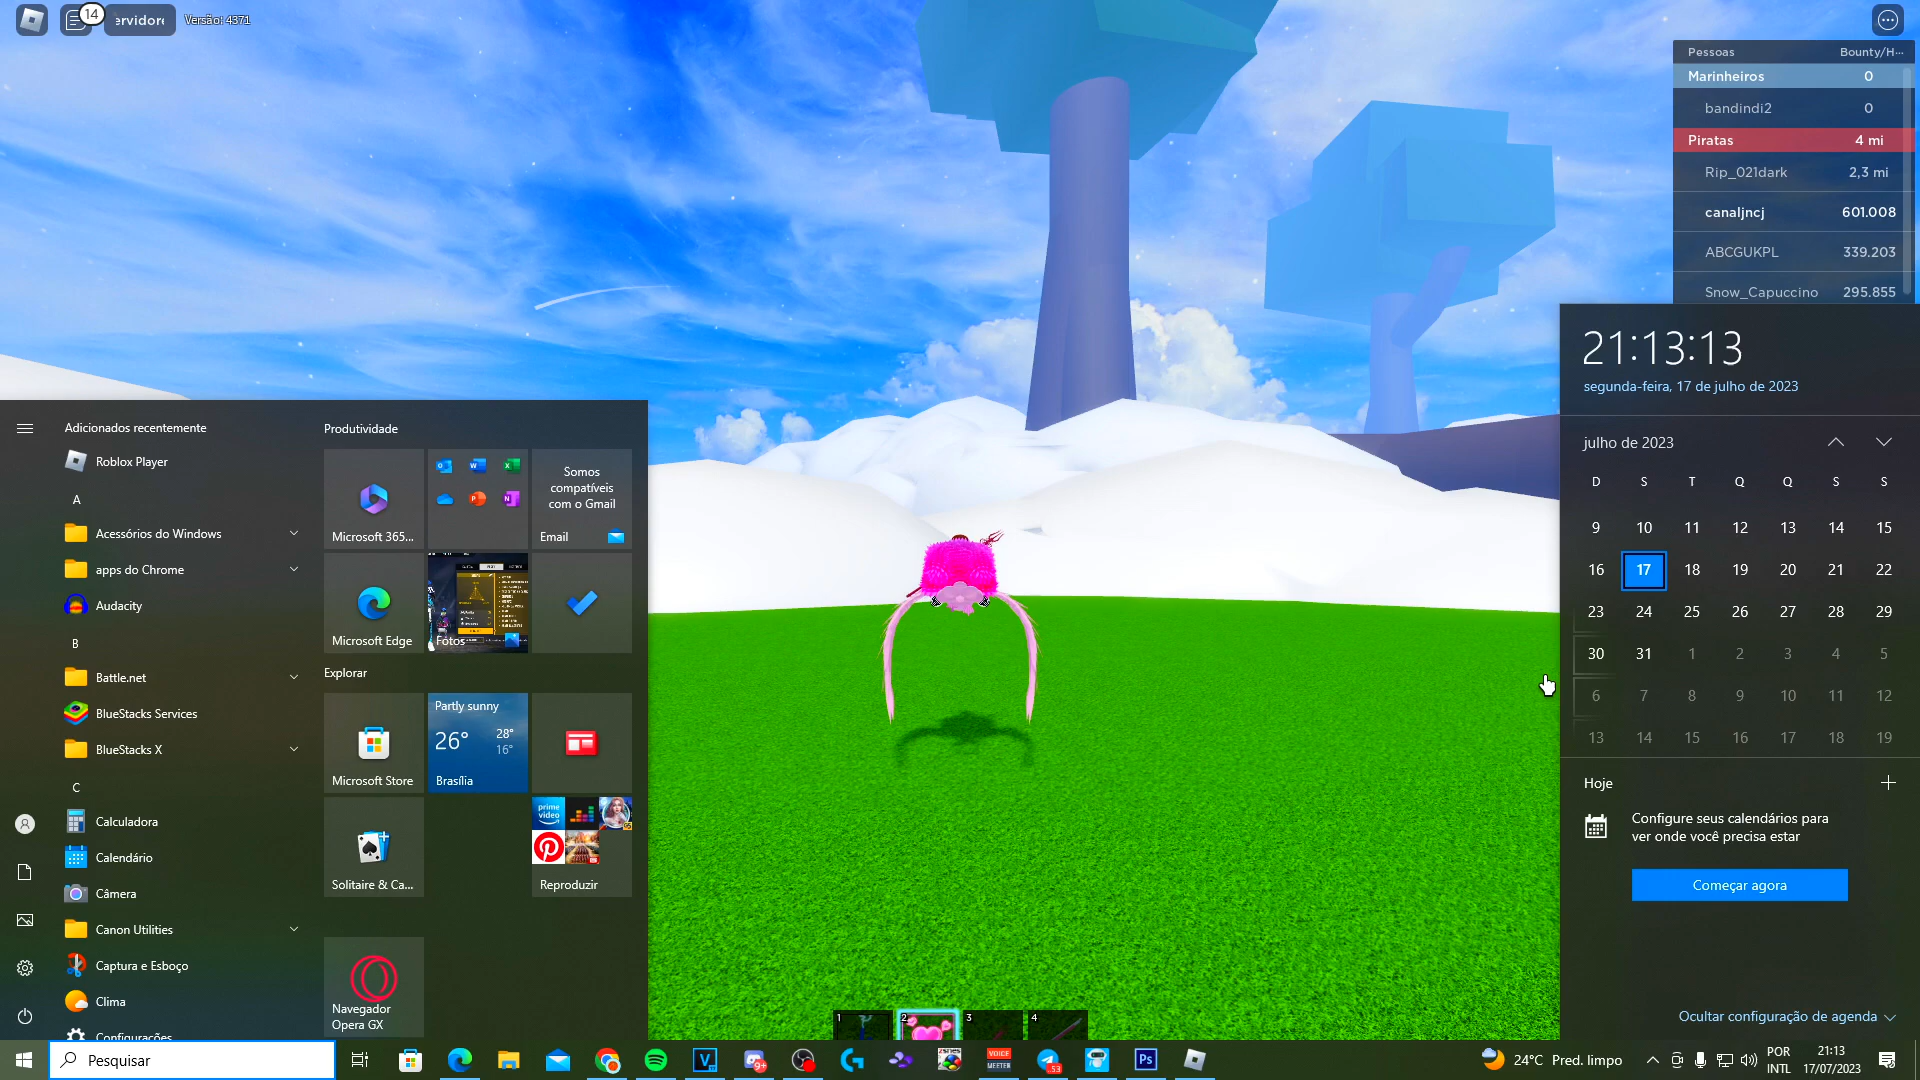 14
ervidore
Versão: 4371
Pessoas Bounty/H...
Marinheiros 0
bandindi2 0
Piratas 4 mi
Rip_021dark 2,3 mi
canaljncj 601.008
ABCGUKPL 339.203
Snow_Capuccino 295.855
21:13:13
segunda-feira, 17 de julho de 2023
julho de 2023
D S T Q Q S S
9 10 11 12 13 14 15
16 17 18 19 20 21 22
23 24 25 26 27 28 29
30 31 1 2 3 4 5
6 7 8 9 10 11 12
13 14 15 16 17 18 19
Hoje
Configure seus calendários para
ver onde você precisa estar
Começar agora
Ocultar configuração de agenda
Adicionados recentemente
Roblox Player
A
Acessórios do Windows
apps do Chrome
Audacity
B
Battle.net
BlueStacks Services
BlueStacks X
C
Calculadora
Calendário
Câmera
Canon Utilities
Captura e Esboço
Clima
Configurações
Produtividade
Microsoft 365...
Somos
compatíveis
com o Gmail
Email
Microsoft Edge
Fotos
Explorar
Microsoft Store
Partly sunny
26° 28°
16°
Brasília
Solitaire & Ca...
prime
video
Reproduzir
Navegador
Opera GX
1 2 3 4
Pesquisar
9+
VOICE
MEETER
53
Ps
24°C Pred. limpo
POR
INTL
21:13
17/07/2023